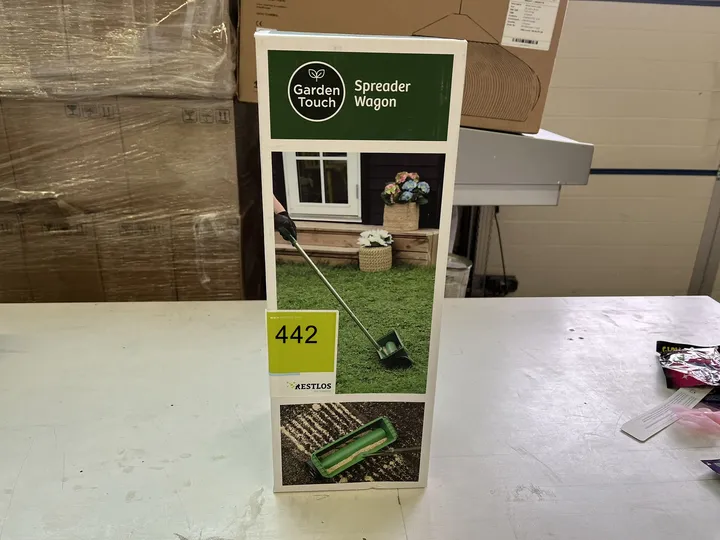 Garden
Touch
Spreader
Wagon
442
RESTLOS